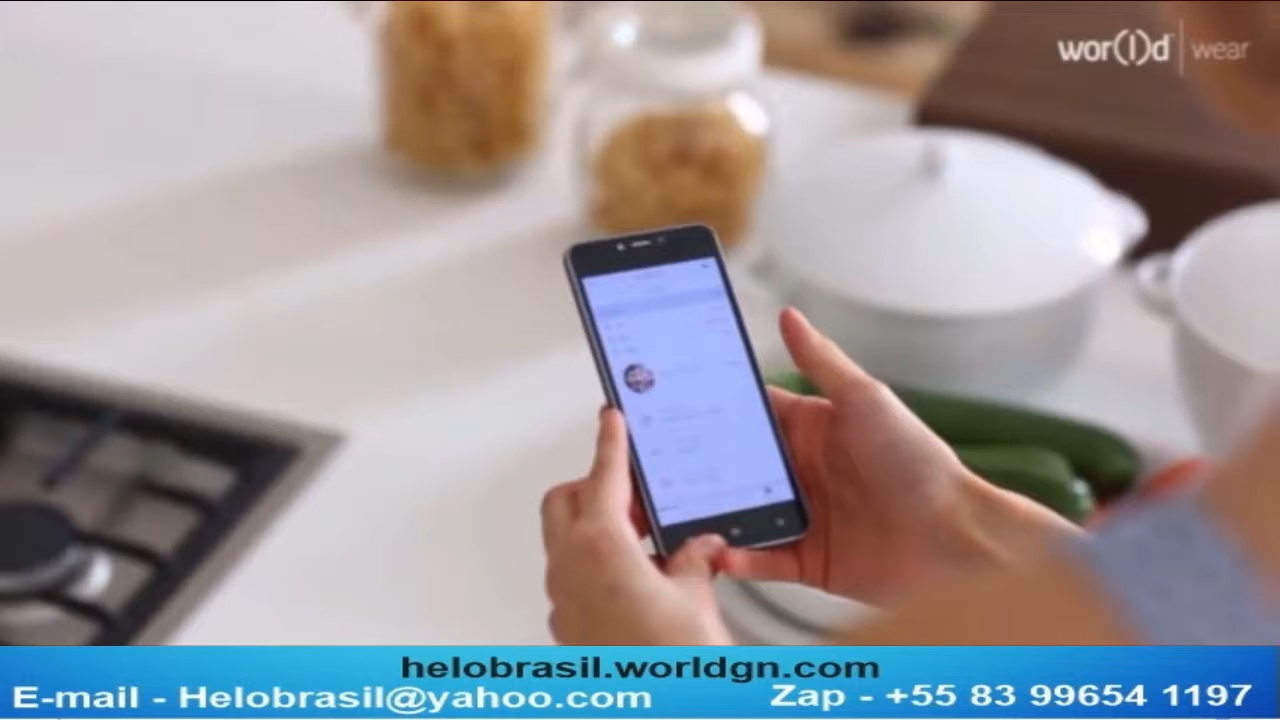 wor(l)d | wear
helobrasil.worldgn.com
E-mail - Helobrasil@yahoo.com
Zap - +55 83 99654 1197